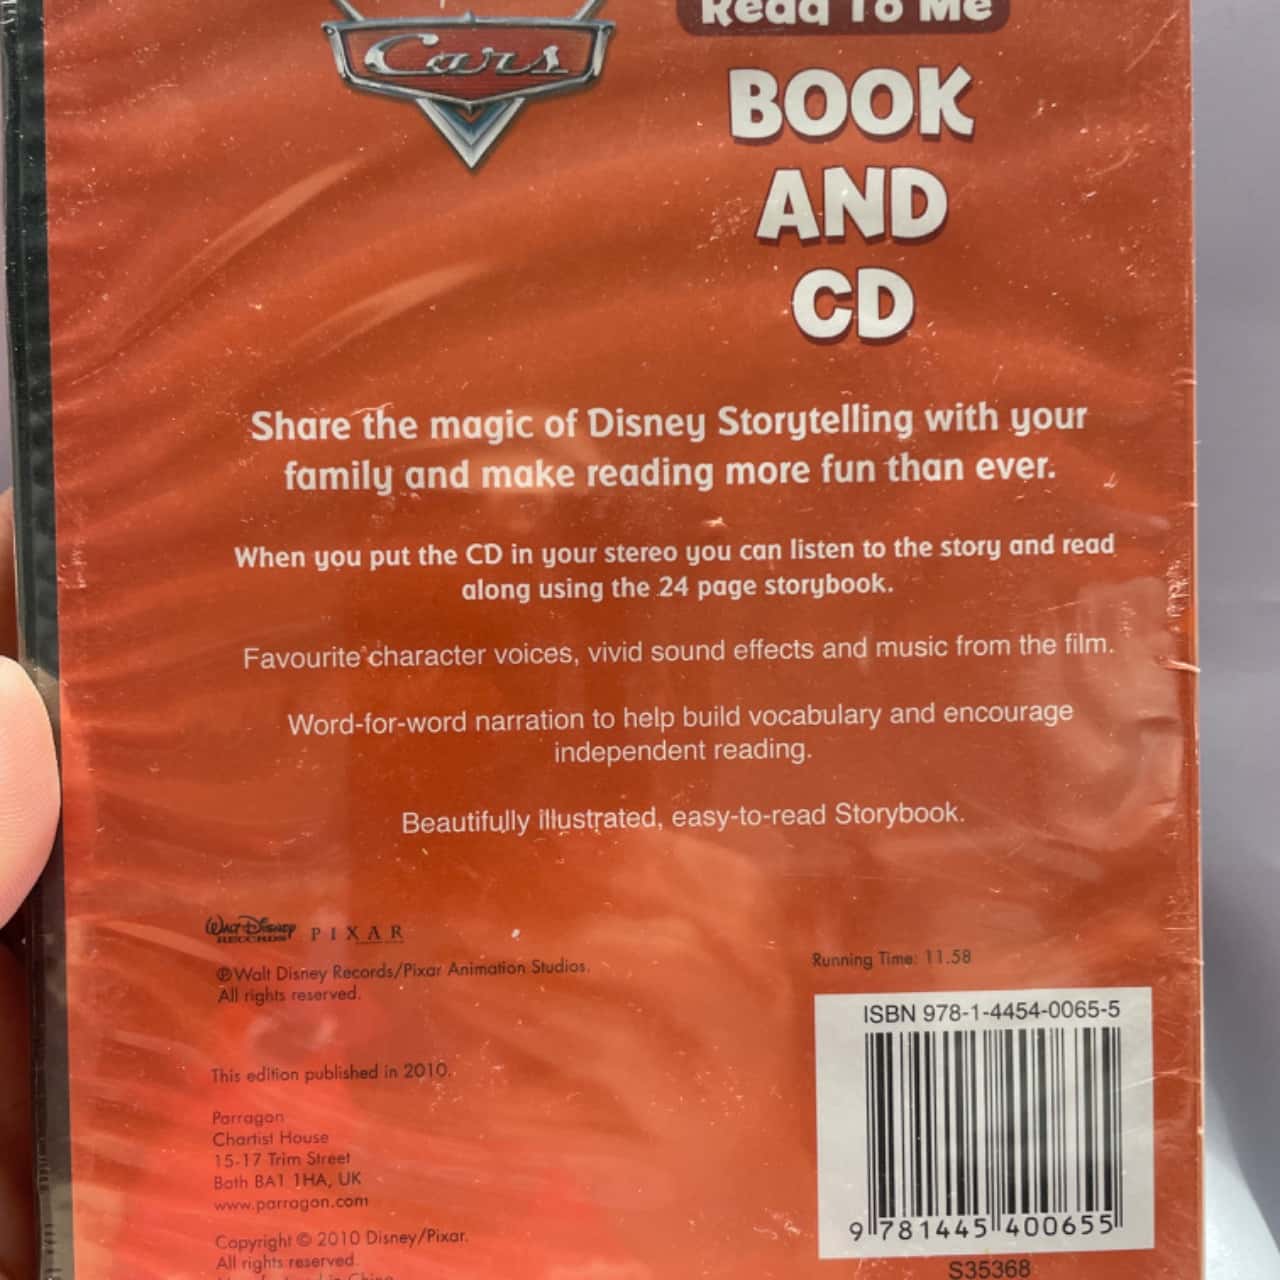 Cars
Read To Me
BOOK
AND
CD
Share the magic of Disney Storytelling with your
family and make reading more fun than ever.
When you put the CD in your stereo you can listen to the story and read
along using the 24 page storybook.
Favourite character voices, vivid sound effects and music from the film.
Word-for-word narration to help build vocabulary and encourage
independent reading.
Beautifully illustrated, easy-to-read Storybook.
WALT DISNEY
RECORDS
PIXAR
℗Walt Disney Records/Pixar Animation Studios.
All rights reserved.
Running Time: 11.58
ISBN 978-1-4454-0065-5
9 781445 400655
S35368
This edition published in 2010.
Parragon
Chartist House
15-17 Trim Street
Bath BA1 1HA, UK
www.parragon.com
Copyright © 2010 Disney/Pixar.
All rights reserved.
Manufactured in China